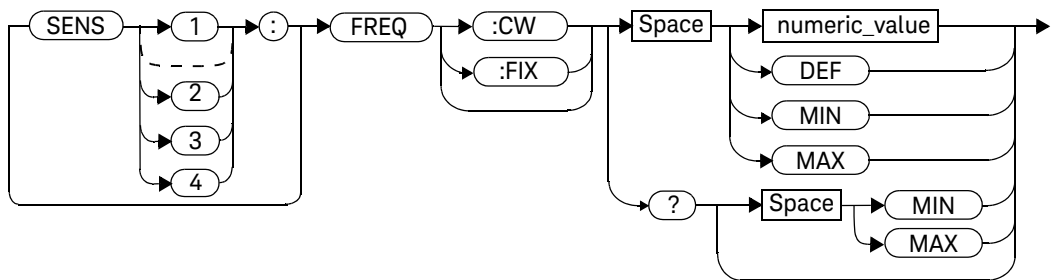 SENS 1 : FREQ :CW Space numeric_value
:FIX DEF
2 MIN
3 MAX
4
? Space MIN
MAX